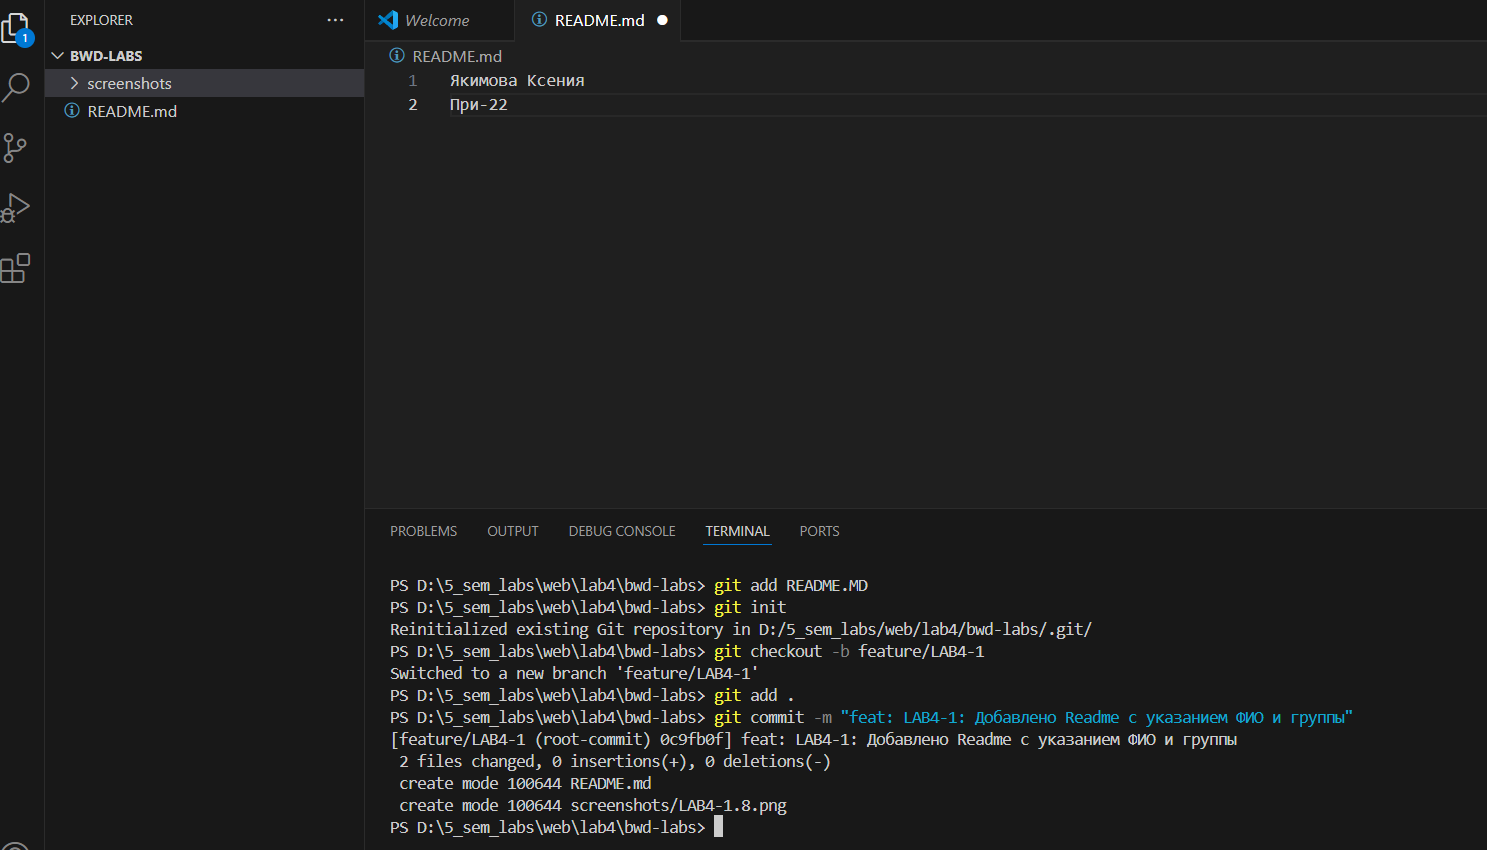 EXPLORER
1
BWD-LABS
screenshots
README.md
Welcome
README.md
README.md
1 Якимова Ксения
2 При-22
PROBLEMS OUTPUT DEBUG CONSOLE TERMINAL PORTS
PS D:\5_sem_labs\web\lab4\bwd-labs> git add README.MD
PS D:\5_sem_labs\web\lab4\bwd-labs> git init
Reinitialized existing Git repository in D:/5_sem_labs/web/lab4/bwd-labs/.git/
PS D:\5_sem_labs\web\lab4\bwd-labs> git checkout -b feature/LAB4-1
Switched to a new branch 'feature/LAB4-1'
PS D:\5_sem_labs\web\lab4\bwd-labs> git add .
PS D:\5_sem_labs\web\lab4\bwd-labs> git commit -m "feat: LAB4-1: Добавлено Readme с указанием ФИО и группы"
[feature/LAB4-1 (root-commit) 0c9fb0f] feat: LAB4-1: Добавлено Readme с указанием ФИО и группы
2 files changed, 0 insertions(+), 0 deletions(-)
create mode 100644 README.md
create mode 100644 screenshots/LAB4-1.8.png
PS D:\5_sem_labs\web\lab4\bwd-labs>